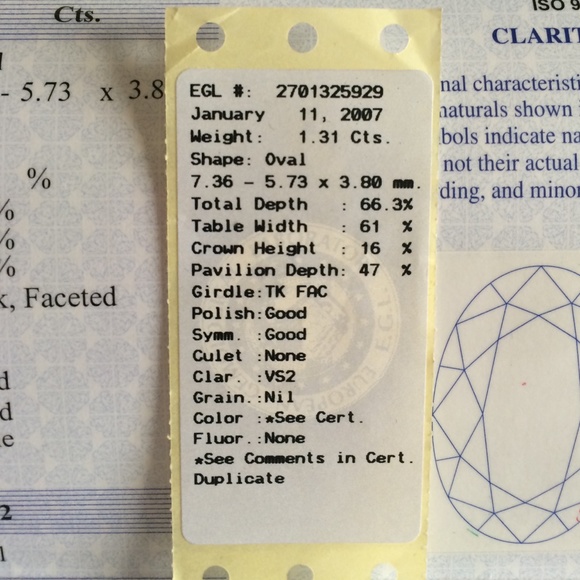 Cts.
- 5.73 x 3.8
%
%
%
%
k, Faceted
d
d
e
2
EGL #: 2701325929
January 11, 2007
Weight: 1.31 Cts.
Shape: Oval
7.36 - 5.73 x 3.80 mm.
Total Depth : 66.3%
Table Width : 61 %
Crown Height : 16 %
Pavilion Depth: 47 %
Girdle:TK FAC
Polish:Good
Symm. :Good
Culet :None
Clar. :VS2
Grain.:Nil
Color :*See Cert.
Fluor.:None
*See Comments in Cert.
Duplicate
ISO 9
CLARIT
nal characteristi
naturals shown
bols indicate na
not their actual
ding, and minor